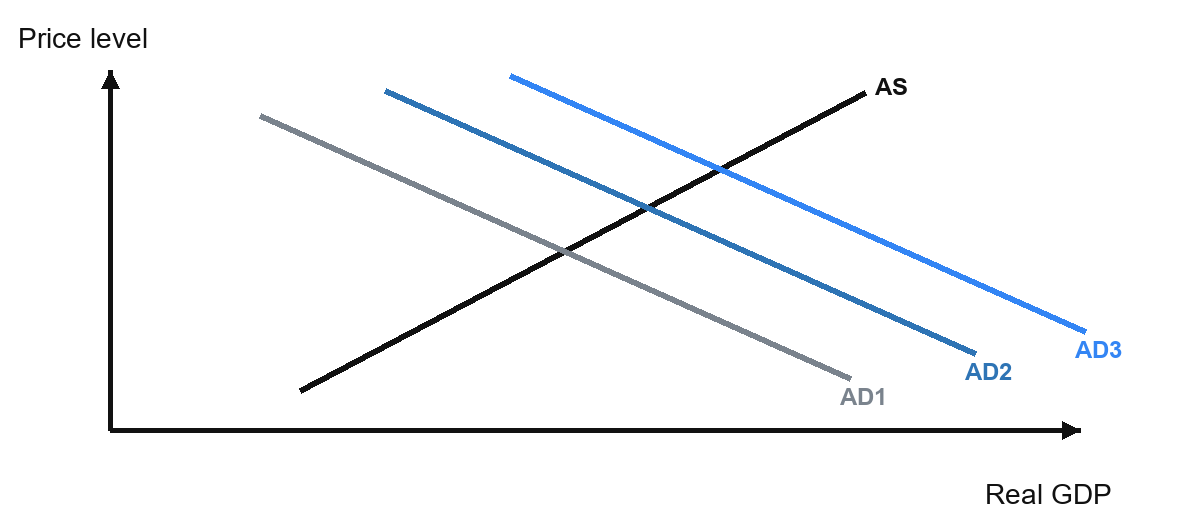 Price level
AS
AD3
AD2
AD1
Real GDP